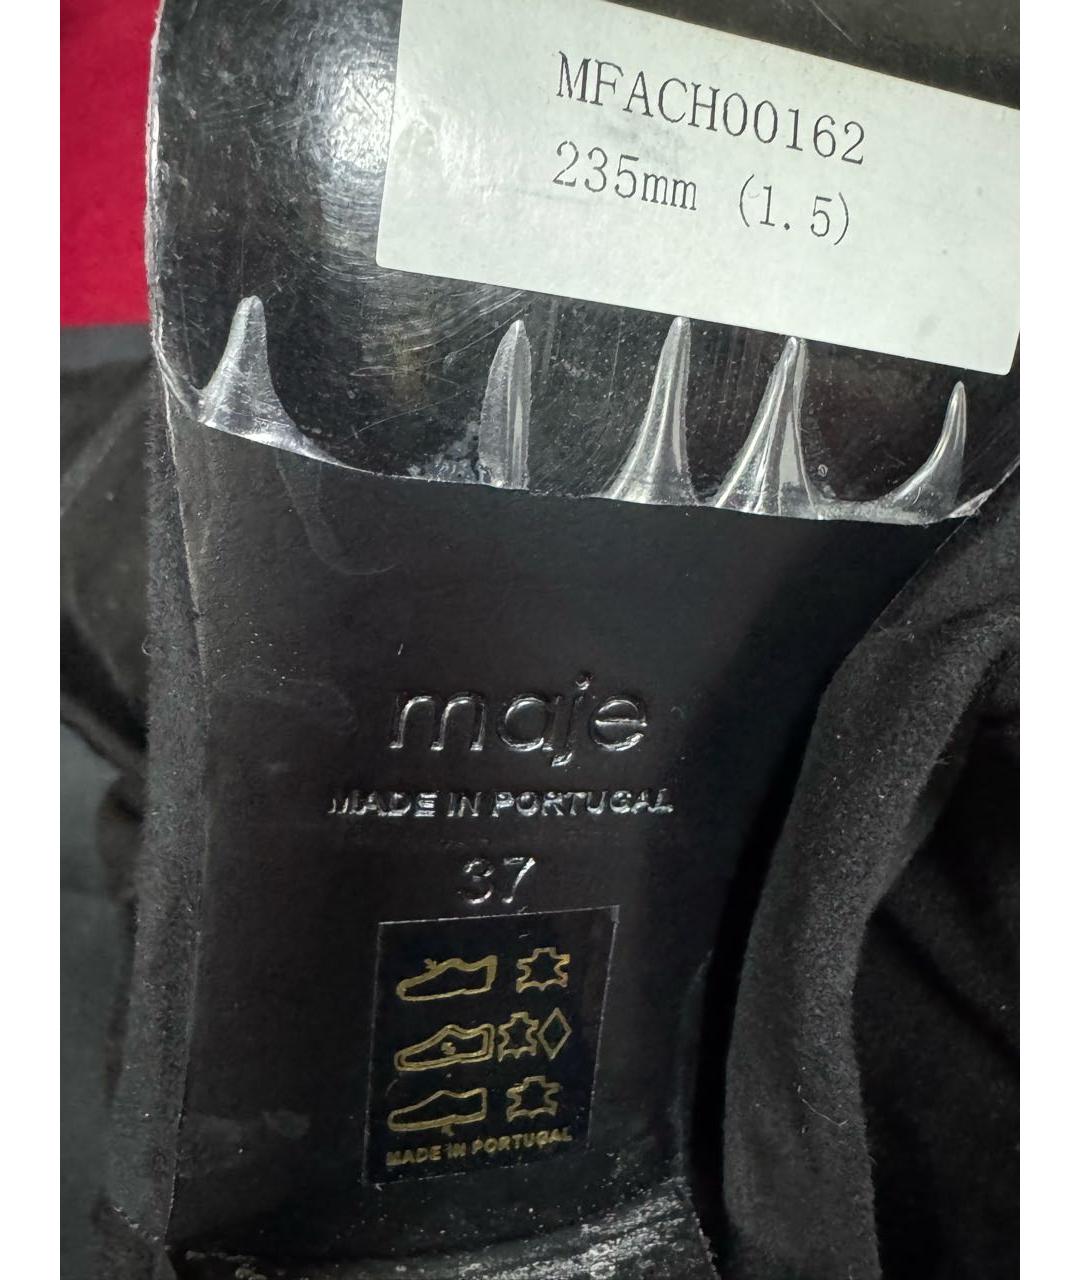 MFACH00162
235mm (1.5)
maje
MADE IN PORTUGAL
37
MADE IN PORTUGAL